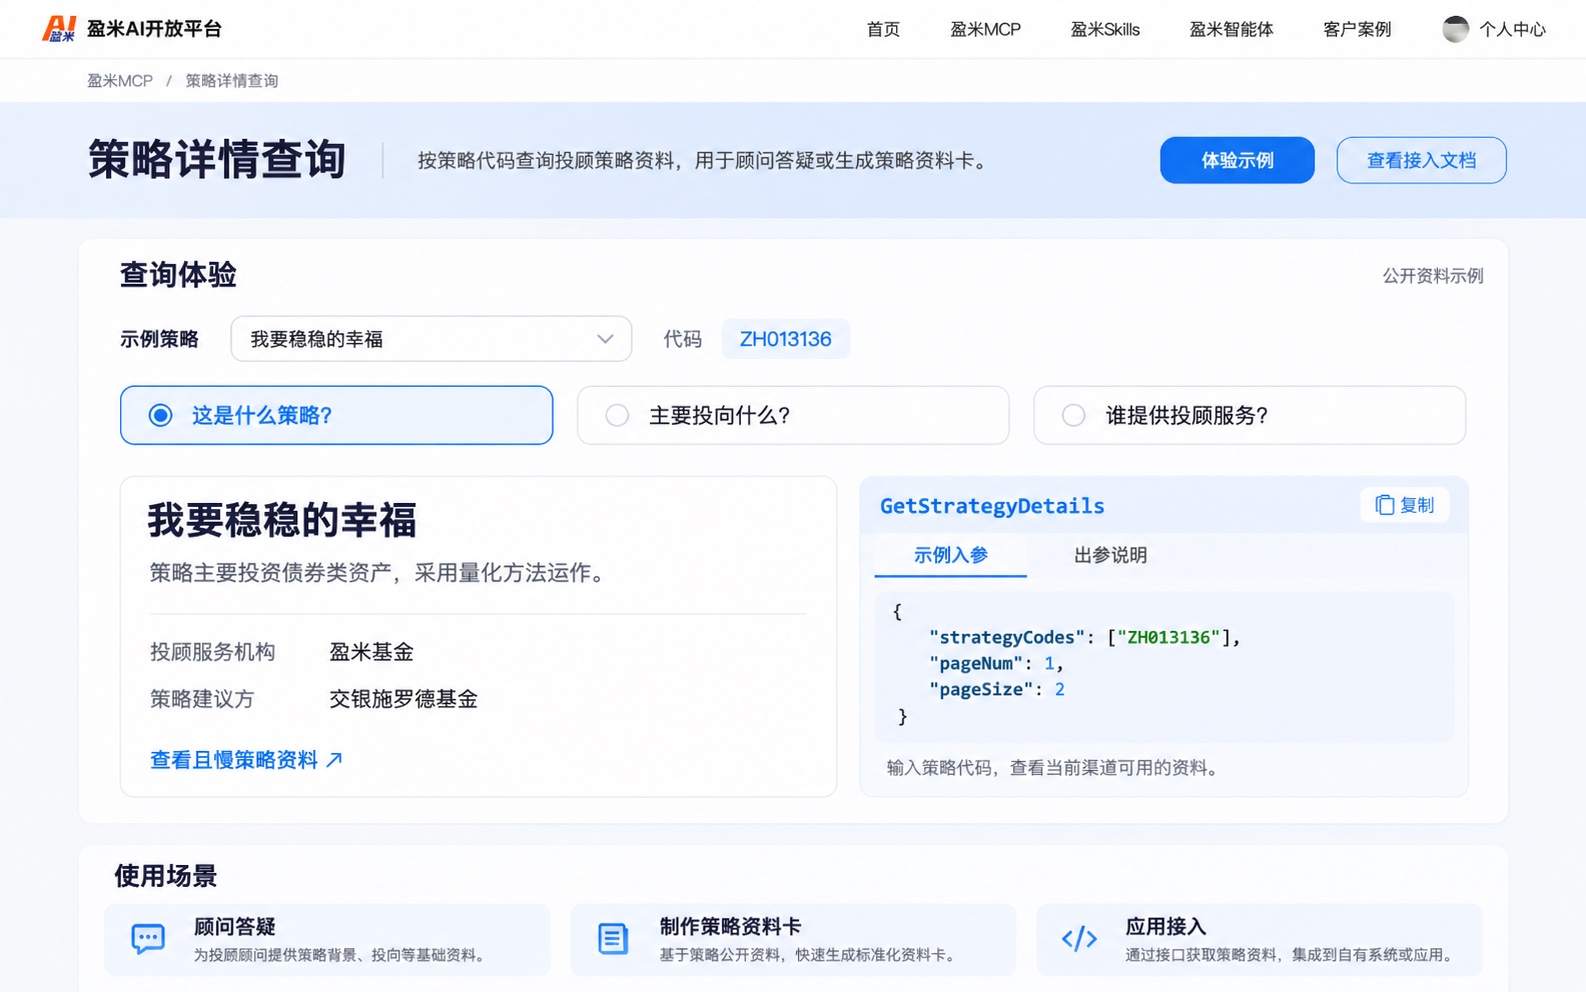 AI 盈米 盈米AI开放平台 首页 盈米MCP 盈米Skills 盈米智能体 客户案例 个人中心
盈米MCP / 策略详情查询
策略详情查询 按策略代码查询投顾策略资料，用于顾问答疑或生成策略资料卡。 体验示例 查看接入文档
查询体验 公开资料示例
示例策略 我要稳稳的幸福 代码 ZH013136
这是什么策略? 主要投向什么? 谁提供投顾服务?
我要稳稳的幸福
策略主要投资债券类资产，采用量化方法运作。
投顾服务机构 盈米基金
策略建议方 交银施罗德基金
查看且慢策略资料
GetStrategyDetails 复制
示例入参 出参说明
{
"strategyCodes": ["ZH013136"],
"pageNum": 1,
"pageSize": 2
}
输入策略代码，查看当前渠道可用的资料。
使用场景
顾问答疑
为投顾顾问提供策略背景、投向等基础资料。
制作策略资料卡
基于策略公开资料，快速生成标准化资料卡。
应用接入
通过接口获取策略资料，集成到自有系统或应用。